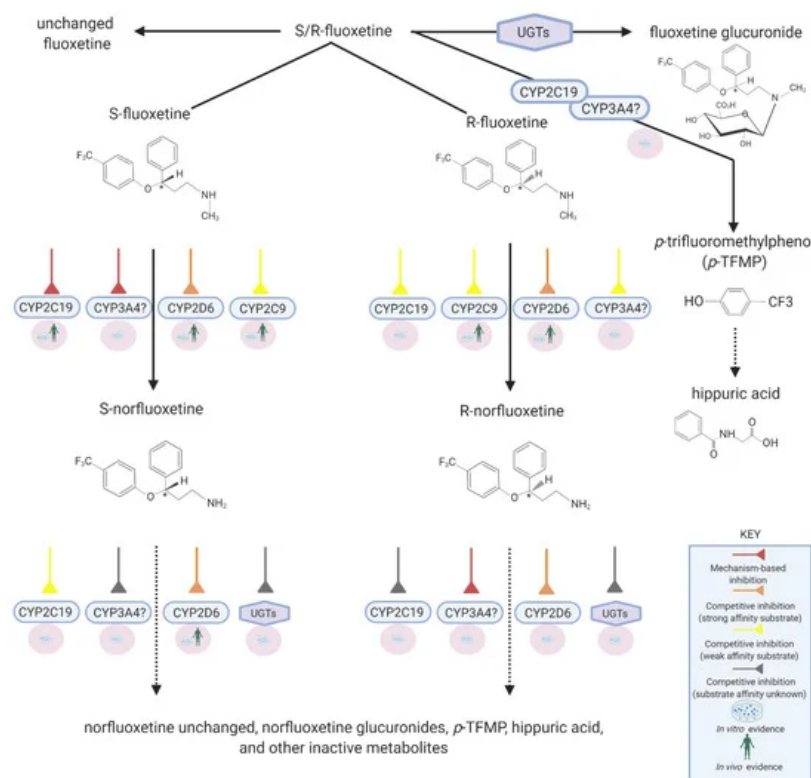 unchanged
fluoxetine
S/R-fluoxetine
UGTs
fluoxetine glucuronide
F₃C
O
H
*
N
CH₃
CO₂H
O
HO
HO
OH
CYP2C19
CYP3A4?
S-fluoxetine
F₃C
O
H
*
NH
CH₃
R-fluoxetine
F₃C
O
H
*
NH
CH₃
p-trifluoromethylpheno
(p-TFMP)
HO
CF3
CYP2C19
CYP3A4?
CYP2D6
CYP2C9
CYP2C19
CYP2C9
CYP2D6
CYP3A4?
hippuric acid
NH
O
O
OH
S-norfluoxetine
F₃C
O
H
*
NH₂
R-norfluoxetine
F₃C
O
H
*
NH₂
CYP2C19
CYP3A4?
CYP2D6
UGTs
CYP2C19
CYP3A4?
CYP2D6
UGTs
norfluoxetine unchanged, norfluoxetine glucuronides, p-TFMP, hippuric acid,
and other inactive metabolites
KEY
Mechanism-based
inhibition
Competitive inhibition
(strong affinity substrate)
Competitive inhibition
(weak affinity substrate)
Competitive inhibition
(substrate affinity unknown)
In vitro evidence
In vivo evidence